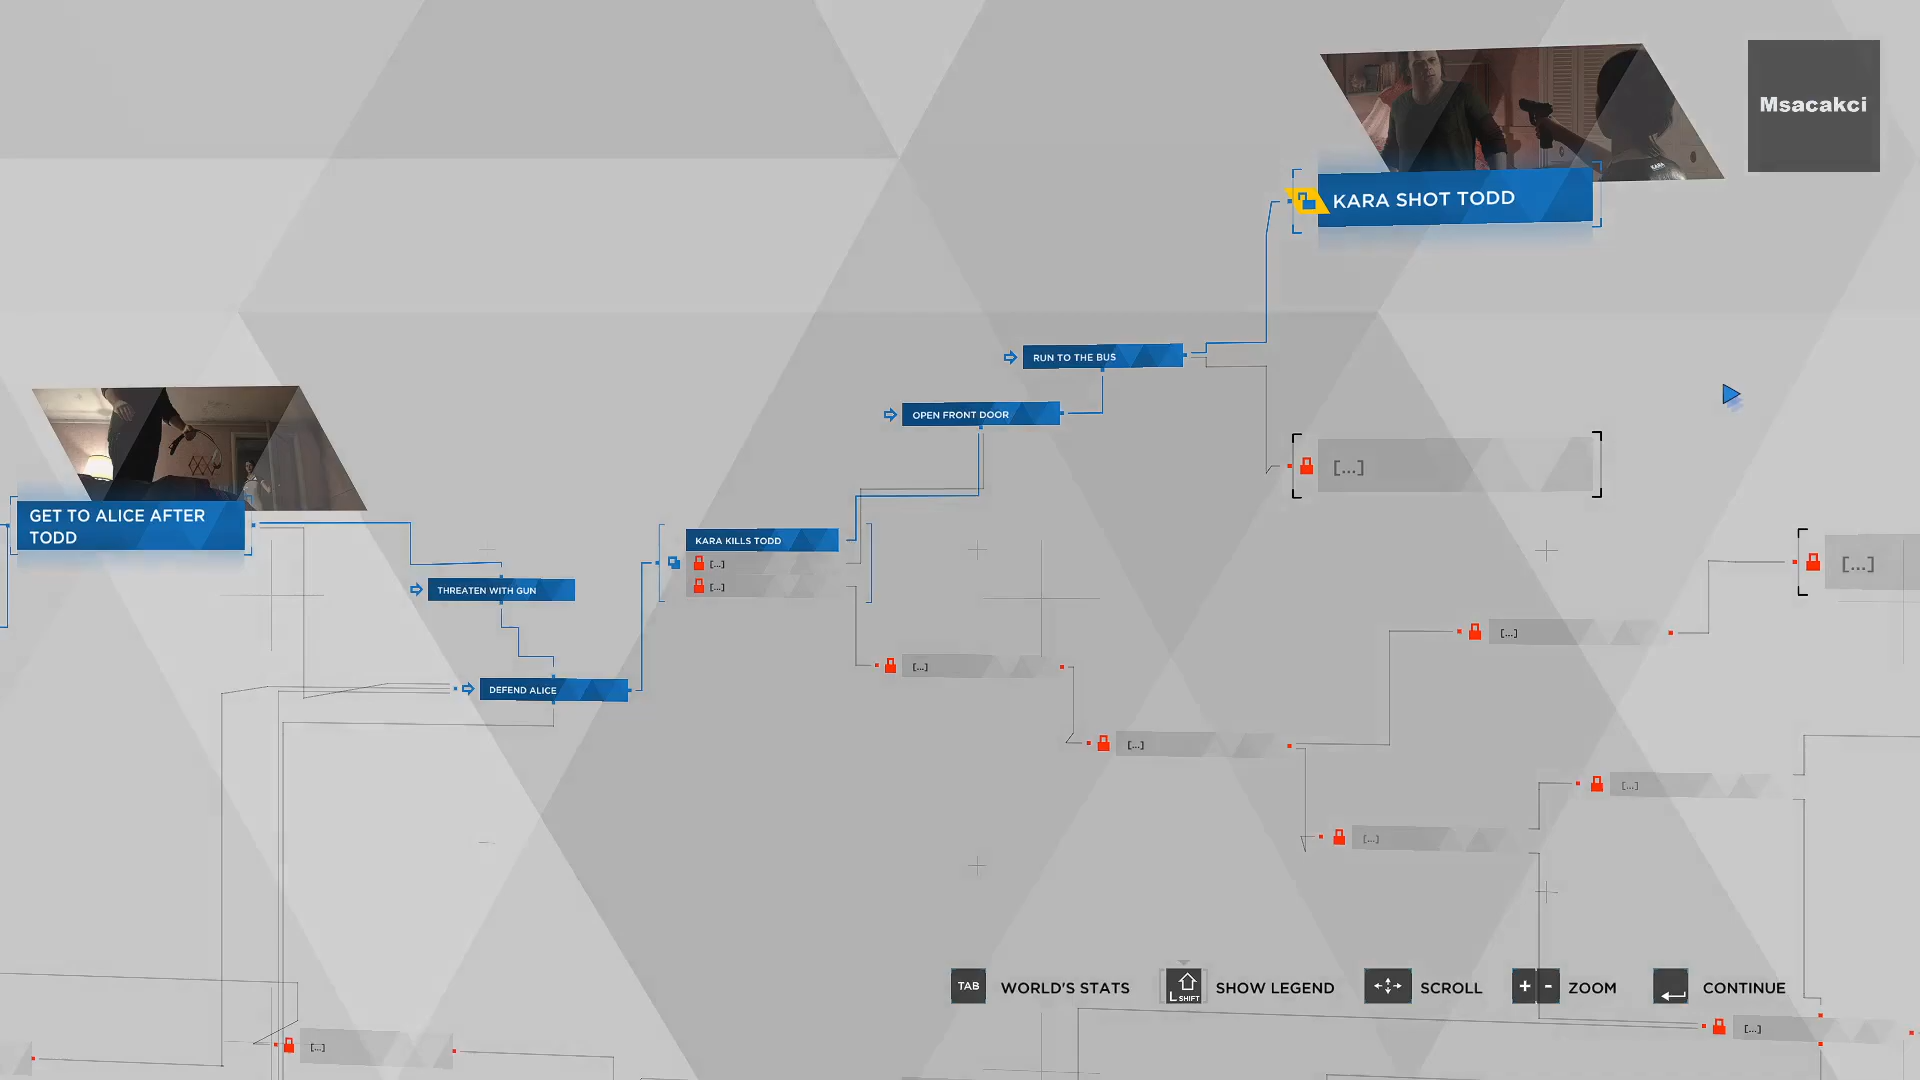 Msacakci
KARA SHOT TODD
RUN TO THE BUS
OPEN FRONT DOOR
[...]
GET TO ALICE AFTER
TODD
KARA KILLS TODD
[...]
[...]
THREATEN WITH GUN
[...]
[...]
[...]
DEFEND ALICE
[...]
[...]
[...]
TAB WORLD'S STATS
L SHIFT SHOW LEGEND
SCROLL
+ - ZOOM
CONTINUE
[...]
[...]